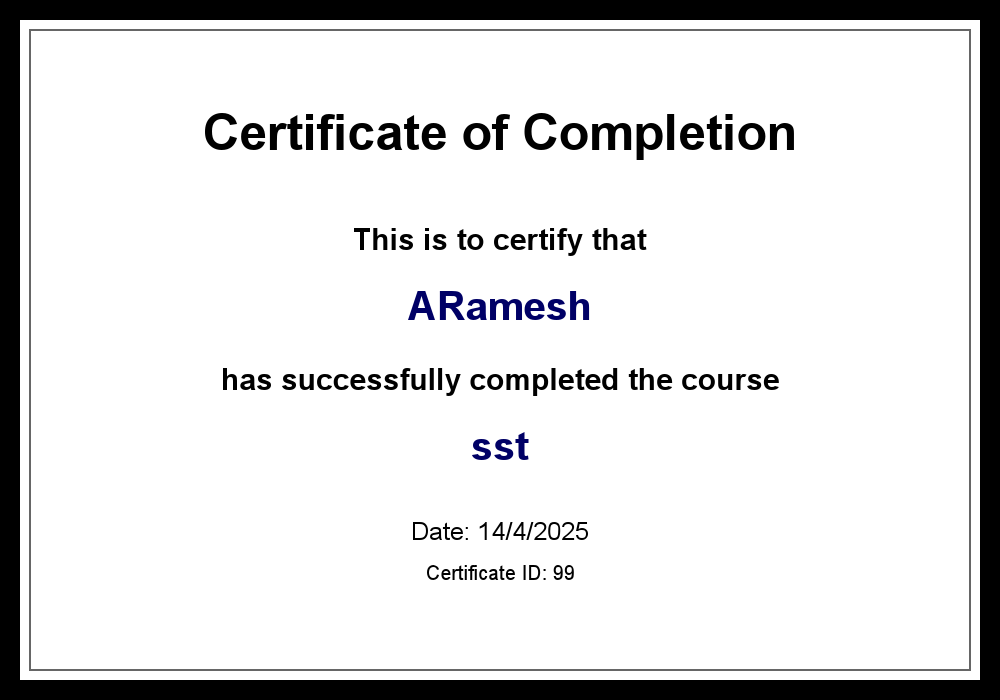 Certificate of Completion
This is to certify that
ARamesh
has successfully completed the course
sst
Date: 14/4/2025
Certificate ID: 99